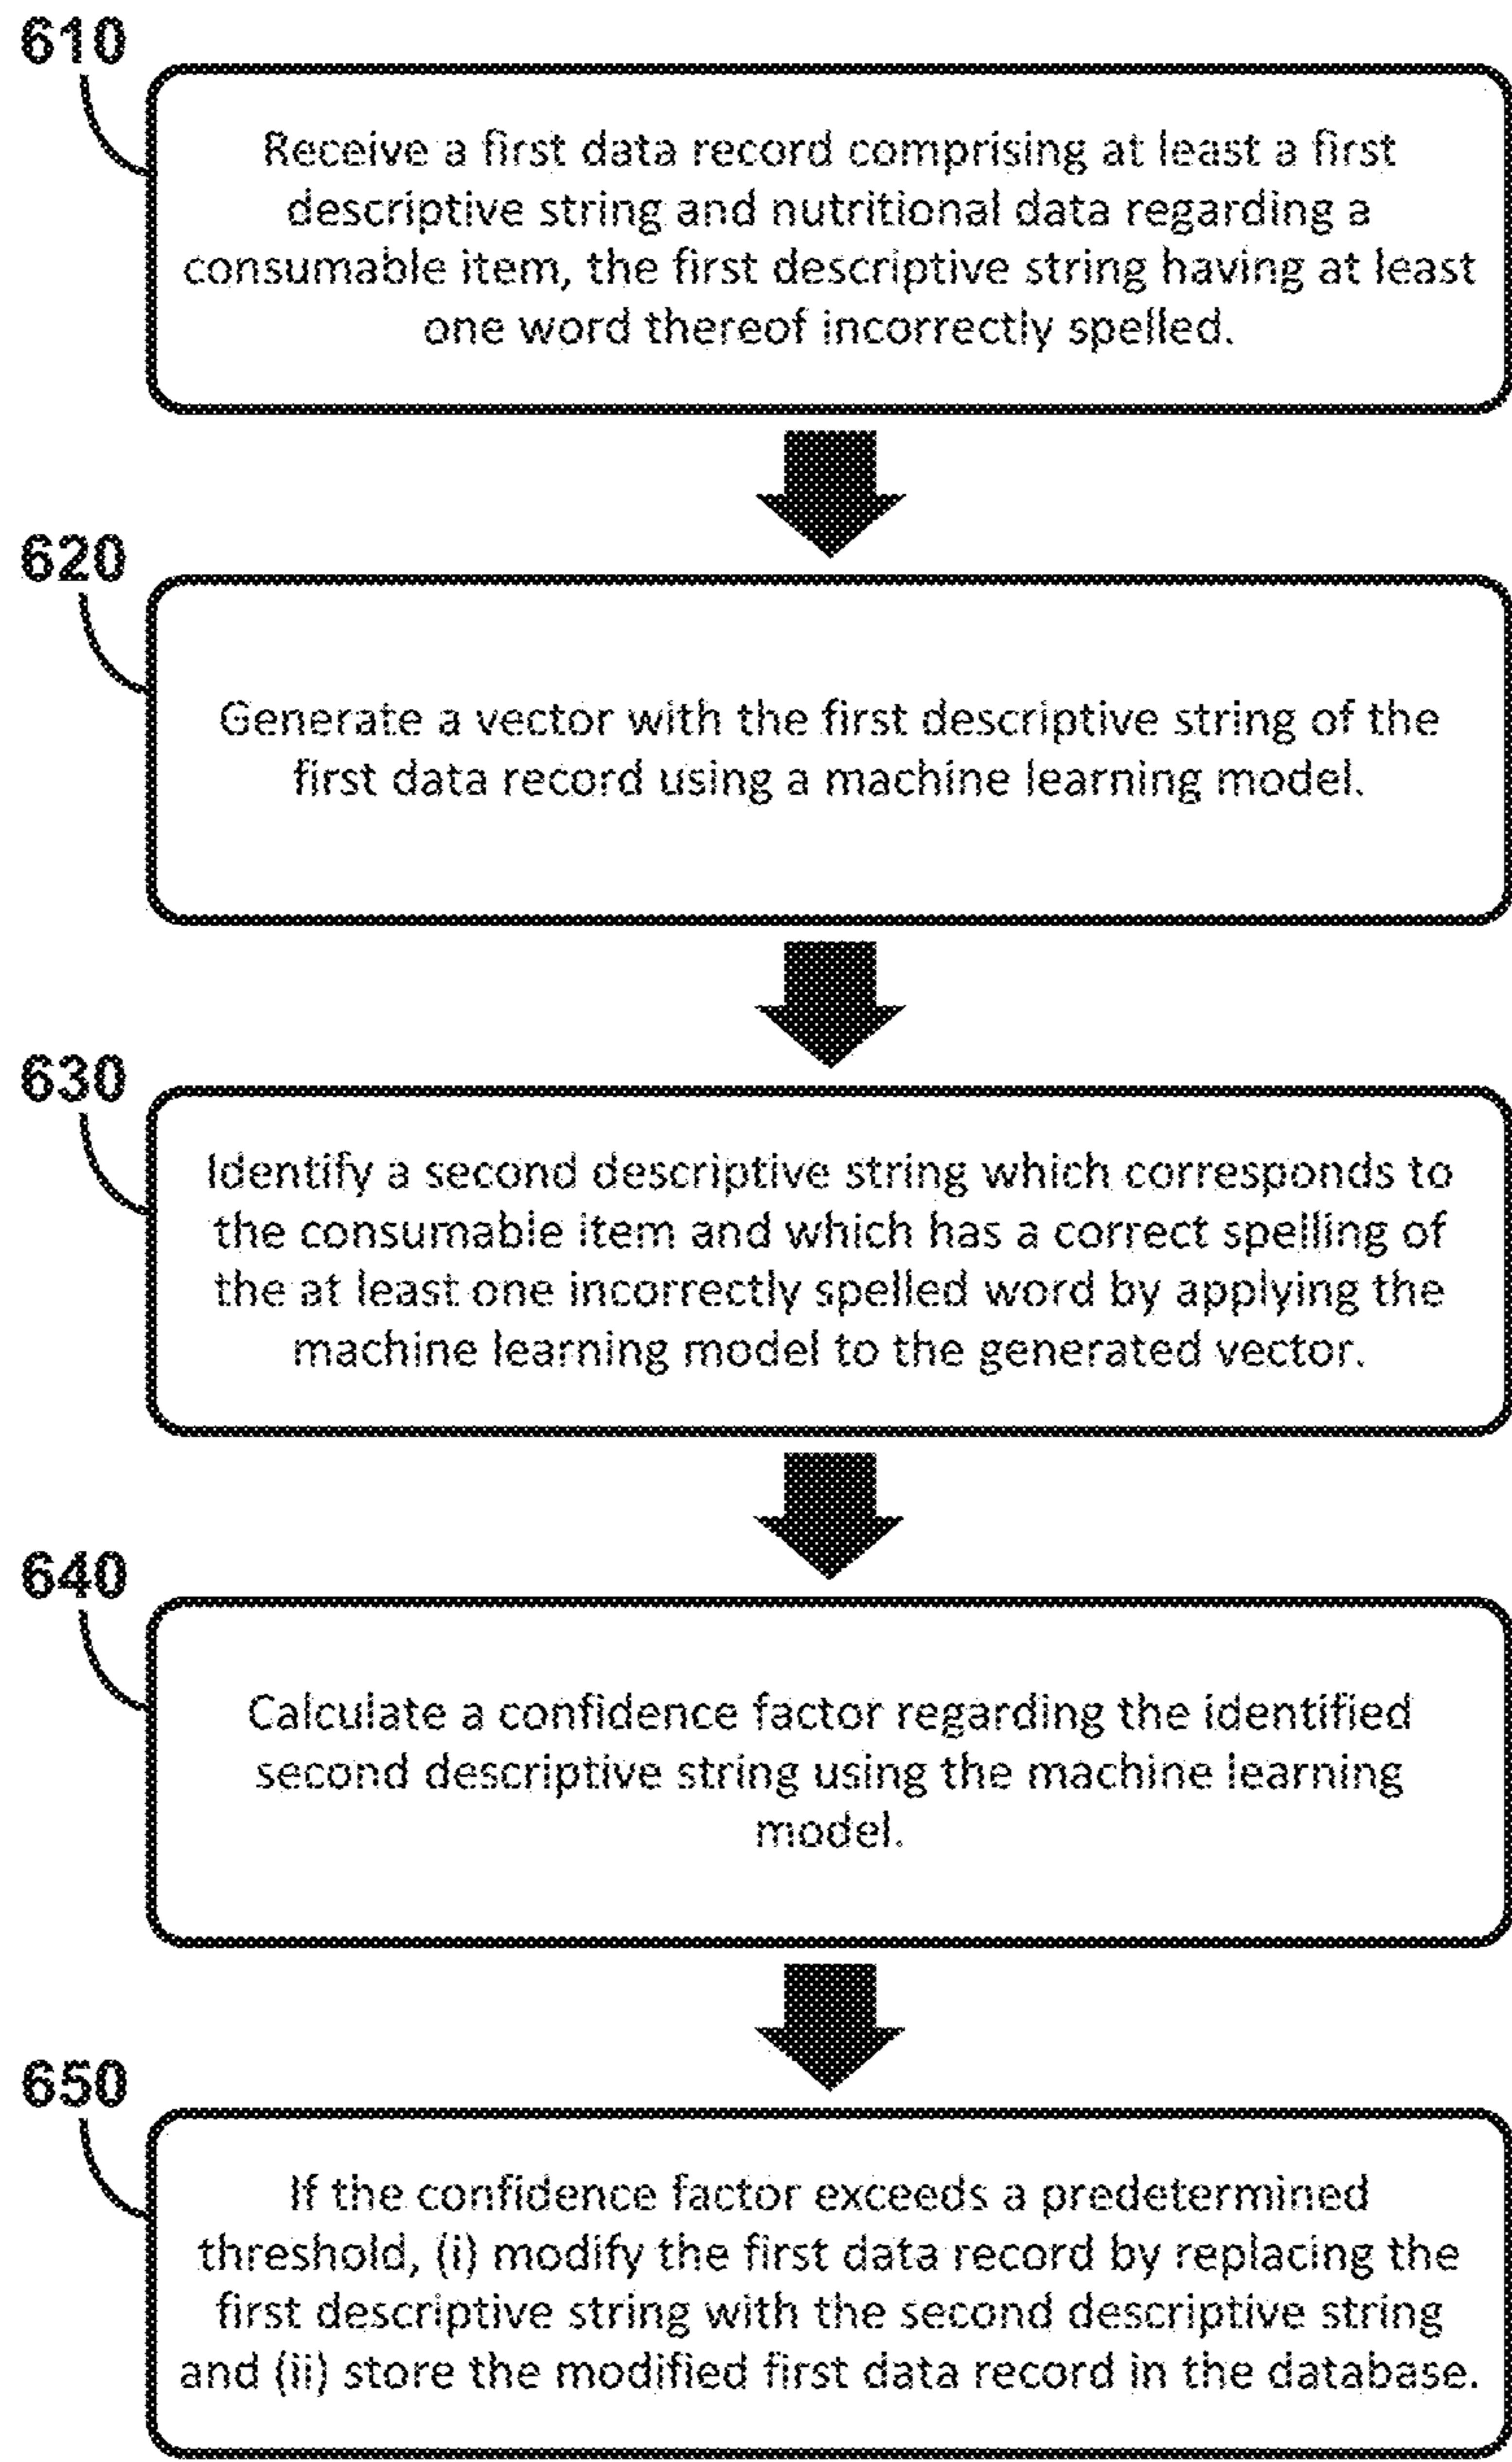 610
Receive a first data record comprising at least a first
descriptive string and nutritional data regarding a
consumable item, the first descriptive string having at least
one word thereof incorrectly spelled.
620
Generate a vector with the first descriptive string of the
first data record using a machine learning model.
630
Identify a second descriptive string which corresponds to
the consumable item and which has a correct spelling of
the at least one incorrectly spelled word by applying the
machine learning model to the generated vector.
640
Calculate a confidence factor regarding the identified
second descriptive string using the machine learning
model.
650
If the confidence factor exceeds a predetermined
threshold, (i) modify the first data record by replacing the
first descriptive string with the second descriptive string
and (ii) store the modified first data record in the database.